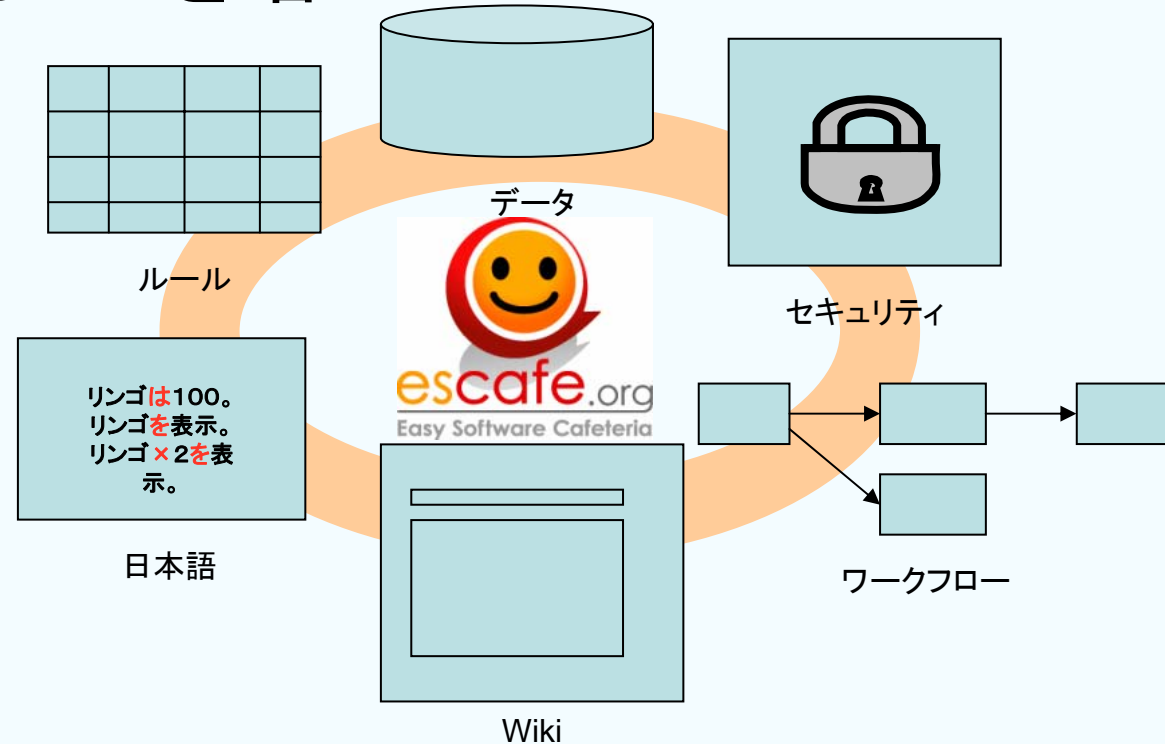 データ
ルール
セキュリティ
escafe.org
Easy Software Cafeteria
リンゴは100。
リンゴを表示。
リンゴ×2を表
示。
日本語
ワークフロー
Wiki